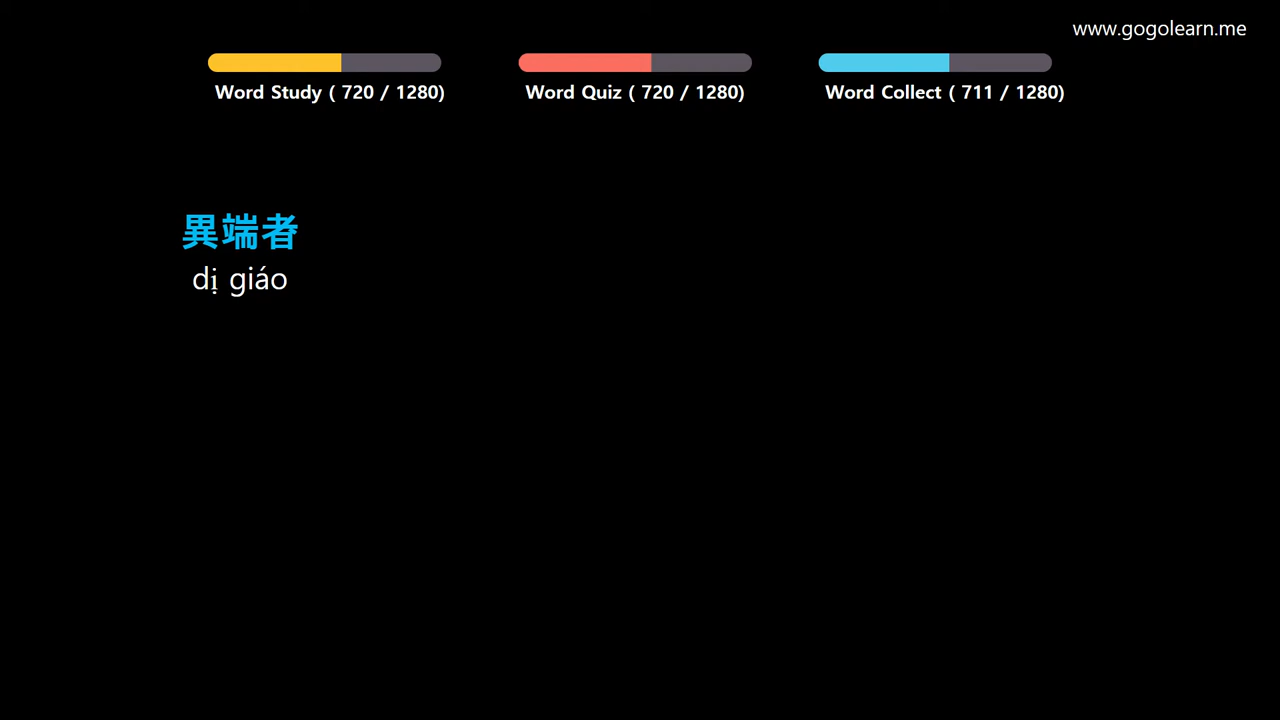 www.gogolearn.me
Word Study ( 720 / 1280)
Word Quiz ( 720 / 1280)
Word Collect ( 711 / 1280)
異端者
dị giáo